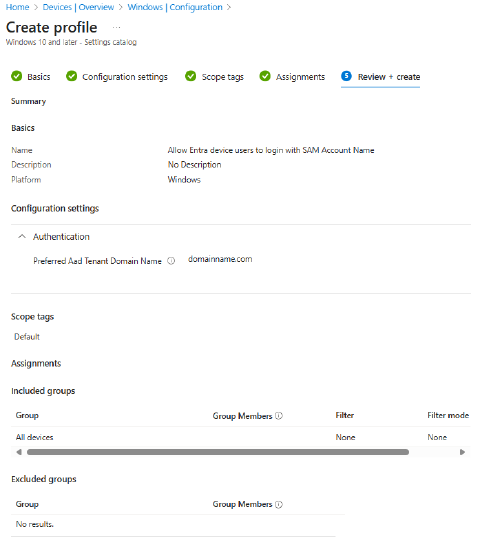 Home > Devices | Overview > Windows | Configuration >
Create profile ...
Windows 10 and later - Settings catalog
Basics Configuration settings Scope tags Assignments 5 Review + create
Summary
Basics
Name Allow Entra device users to login with SAM Account Name
Description No Description
Platform Windows
Configuration settings
Authentication
Preferred Aad Tenant Domain Name domainname.com
Scope tags
Default
Assignments
Included groups
Group Group Members Filter Filter mode
All devices None None
Excluded groups
Group Group Members
No results.